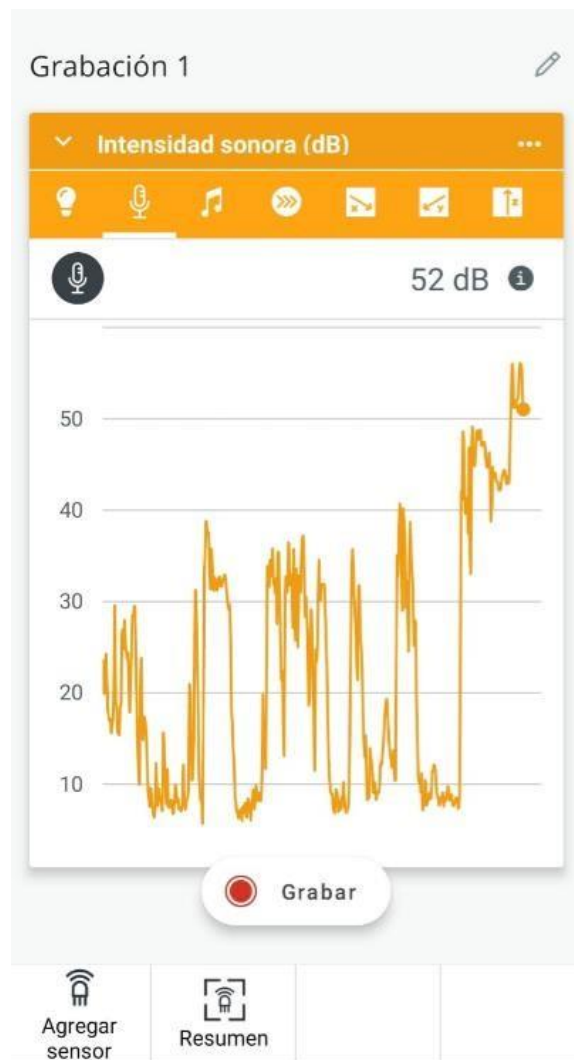 Grabación 1
Intensidad sonora (dB)
52 dB
50
40
30
20
10
Grabar
Agregar
sensor
Resumen